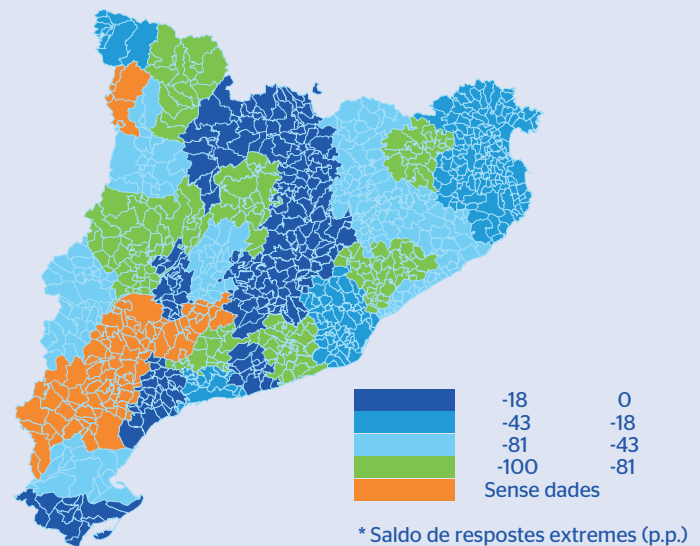 -18 0
-43 -18
-81 -43
-100 -81
Sense dades
* Saldo de respostes extremes (p.p.)